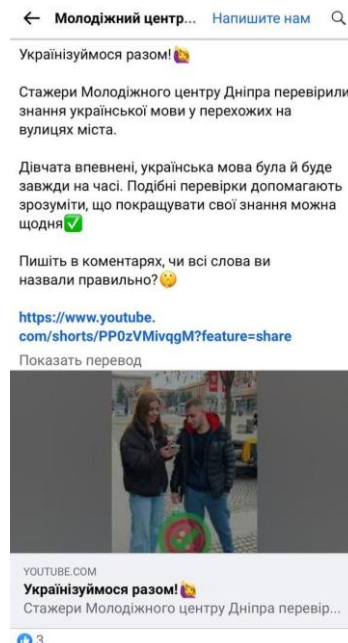 ← Молодіжний центр... Напишите нам
Українізуймося разом!🙋
Стажери Молодіжного центру Дніпра перевірили
знання української мови у перехожих на
вулицях міста.
Дівчата впевнені, українська мова була й буде
завжди на часі. Подібні перевірки допомагають
зрозуміти, що покращувати свої знання можна
щодня✅
Пишіть в коментарях, чи всі слова ви
назвали правильно?🤫
https://www.youtube.
com/shorts/PP0zVMivqgM?feature=share
Показать перевод
YOUTUBE.COM
Українізуймося разом!🙋
Стажери Молодіжного центру Дніпра перевір...
3